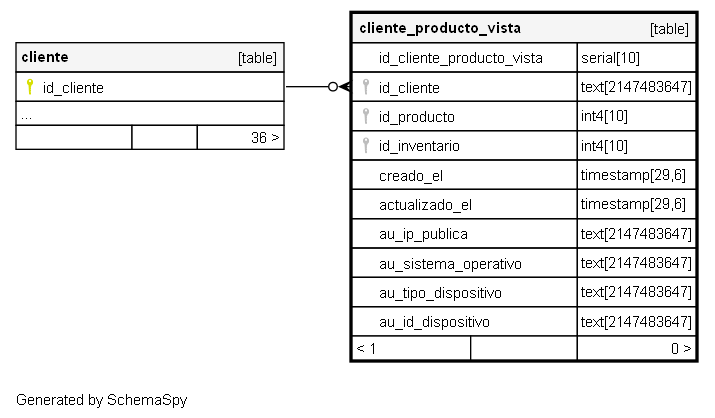 cliente [table]
id_cliente
...
36 >
cliente_producto_vista [table]
id_cliente_producto_vista serial[10]
id_cliente text[2147483647]
id_producto int4[10]
id_inventario int4[10]
creado_el timestamp[29,6]
actualizado_el timestamp[29,6]
au_ip_publica text[2147483647]
au_sistema_operativo text[2147483647]
au_tipo_dispositivo text[2147483647]
au_id_dispositivo text[2147483647]
< 1 0 >
Generated by SchemaSpy